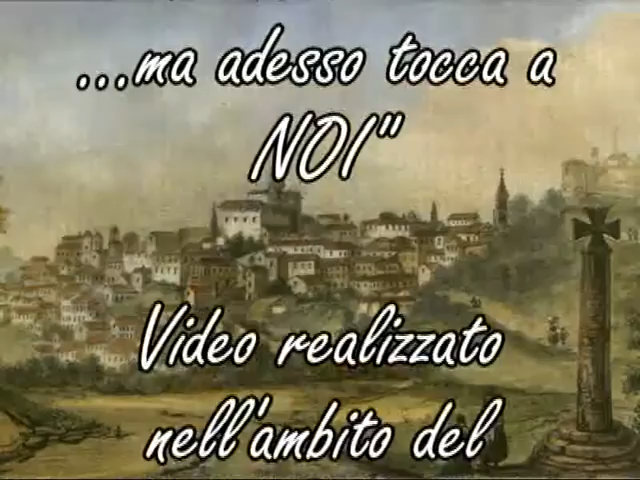 ...ma adesso tocca a
NOI"
Video realizzato
nell'ambito del